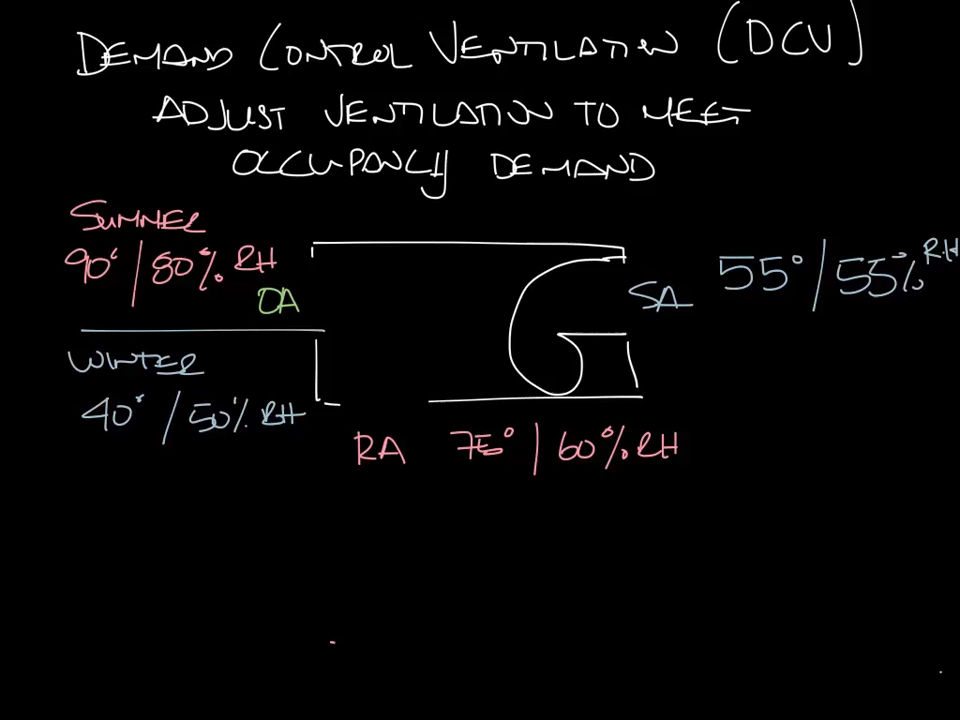 DEMAND CONTROL VENTILATION (DCV)
ADJUST VENTILATION TO MEET
OCCUPANCY DEMAND
SUMMER
90° / 80% RH
OA
SA 55° / 55% RH
WINTER
40° / 50% RH
RA 75° | 60% RH